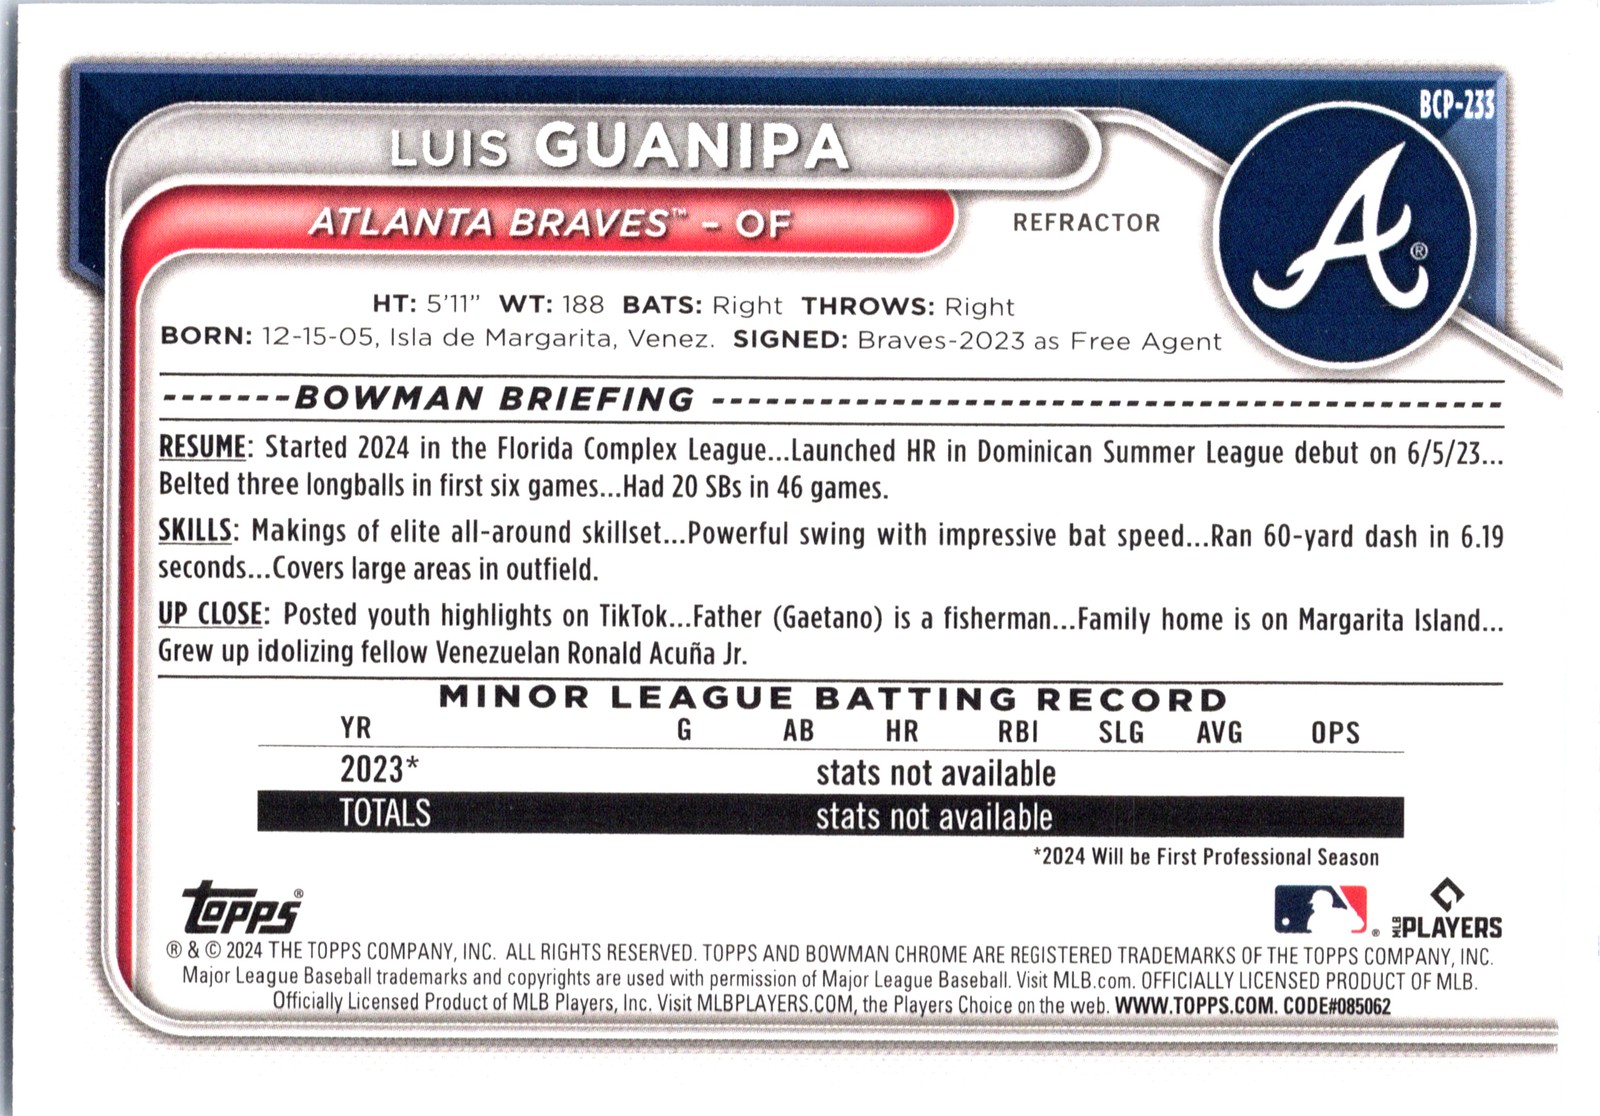 BCP-233
LUIS GUANIPA
ATLANTA BRAVES™ - OF
REFRACTOR
A®
HT: 5'11" WT: 188 BATS: Right THROWS: Right
BORN: 12-15-05, Isla de Margarita, Venez. SIGNED: Braves-2023 as Free Agent
-------BOWMAN BRIEFING ----------------------------------------
RESUME: Started 2024 in the Florida Complex League...Launched HR in Dominican Summer League debut on 6/5/23...
Belted three longballs in first six games...Had 20 SBs in 46 games.
SKILLS: Makings of elite all-around skillset...Powerful swing with impressive bat speed...Ran 60-yard dash in 6.19
seconds...Covers large areas in outfield.
UP CLOSE: Posted youth highlights on TikTok...Father (Gaetano) is a fisherman...Family home is on Margarita Island...
Grew up idolizing fellow Venezuelan Ronald Acuña Jr.
MINOR LEAGUE BATTING RECORD
YR G AB HR RBI SLG AVG OPS
2023* stats not available
TOTALS stats not available
*2024 Will be First Professional Season
topps®
® MLB PLAYERS
® & © 2024 THE TOPPS COMPANY, INC. ALL RIGHTS RESERVED. TOPPS AND BOWMAN CHROME ARE REGISTERED TRADEMARKS OF THE TOPPS COMPANY, INC.
Major League Baseball trademarks and copyrights are used with permission of Major League Baseball. Visit MLB.com. OFFICIALLY LICENSED PRODUCT OF MLB.
Officially Licensed Product of MLB Players, Inc. Visit MLBPLAYERS.COM, the Players Choice on the web. WWW.TOPPS.COM. CODE#085062